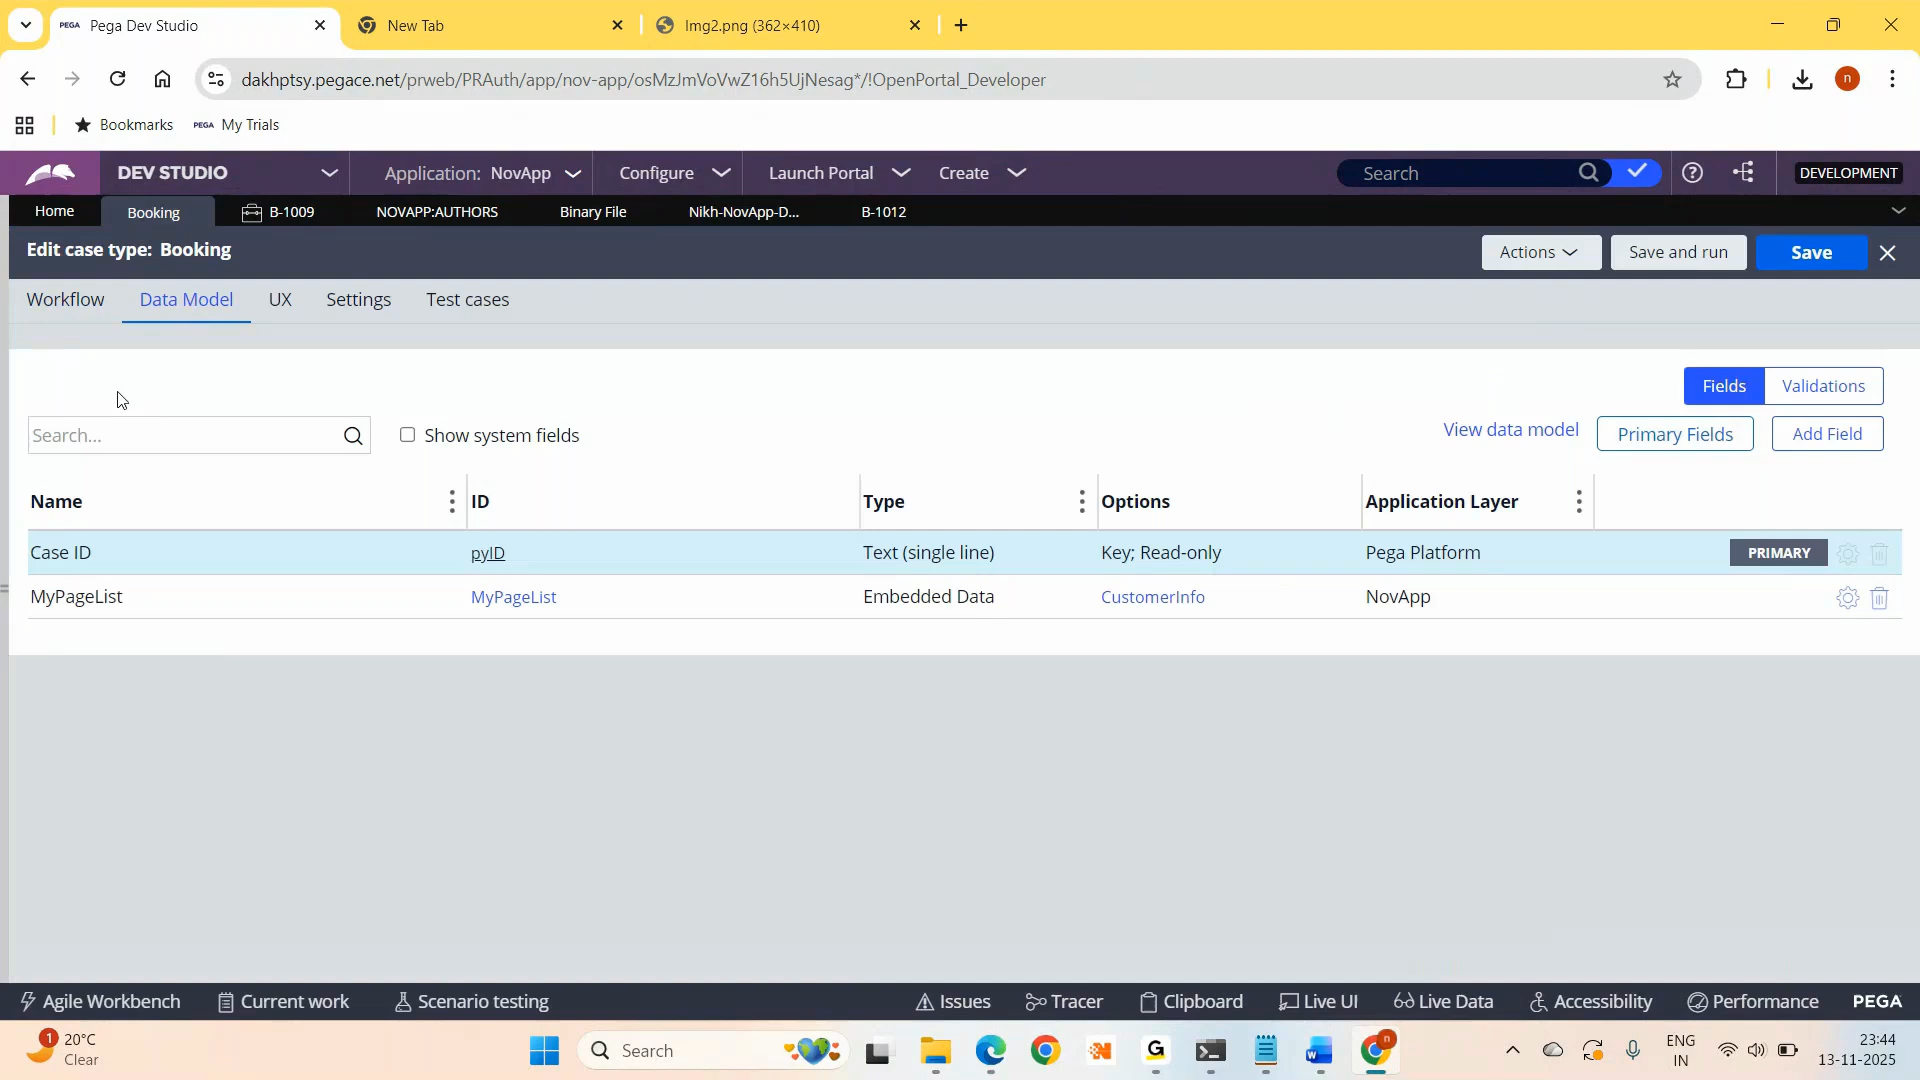 PEGA Pega Dev Studio
New Tab
Img2.png (362×410)
dakhptsy.pegace.net/prweb/PRAuth/app/nov-app/osMzJmVoVwZ16h5UjNesag*/!OpenPortal_Developer
n
Bookmarks
PEGA My Trials
DEV STUDIO
Application: NovApp
Configure
Launch Portal
Create
Search
DEVELOPMENT
Home
Booking
B-1009
NOVAPP:AUTHORS
Binary File
Nikh-NovApp-D...
B-1012
Edit case type: Booking
Actions
Save and run
Save
Workflow
Data Model
UX
Settings
Test cases
Fields
Validations
Search...
Show system fields
View data model
Primary Fields
Add Field
Name ID Type Options Application Layer
Case ID pyID Text (single line) Key; Read-only Pega Platform PRIMARY
MyPageList MyPageList Embedded Data CustomerInfo NovApp
Agile Workbench
Current work
Scenario testing
Issues
Tracer
Clipboard
Live UI
Live Data
Accessibility
Performance
PEGA
1
20°C
Clear
Search
G
W
n
ENG
IN
23:44
13-11-2025